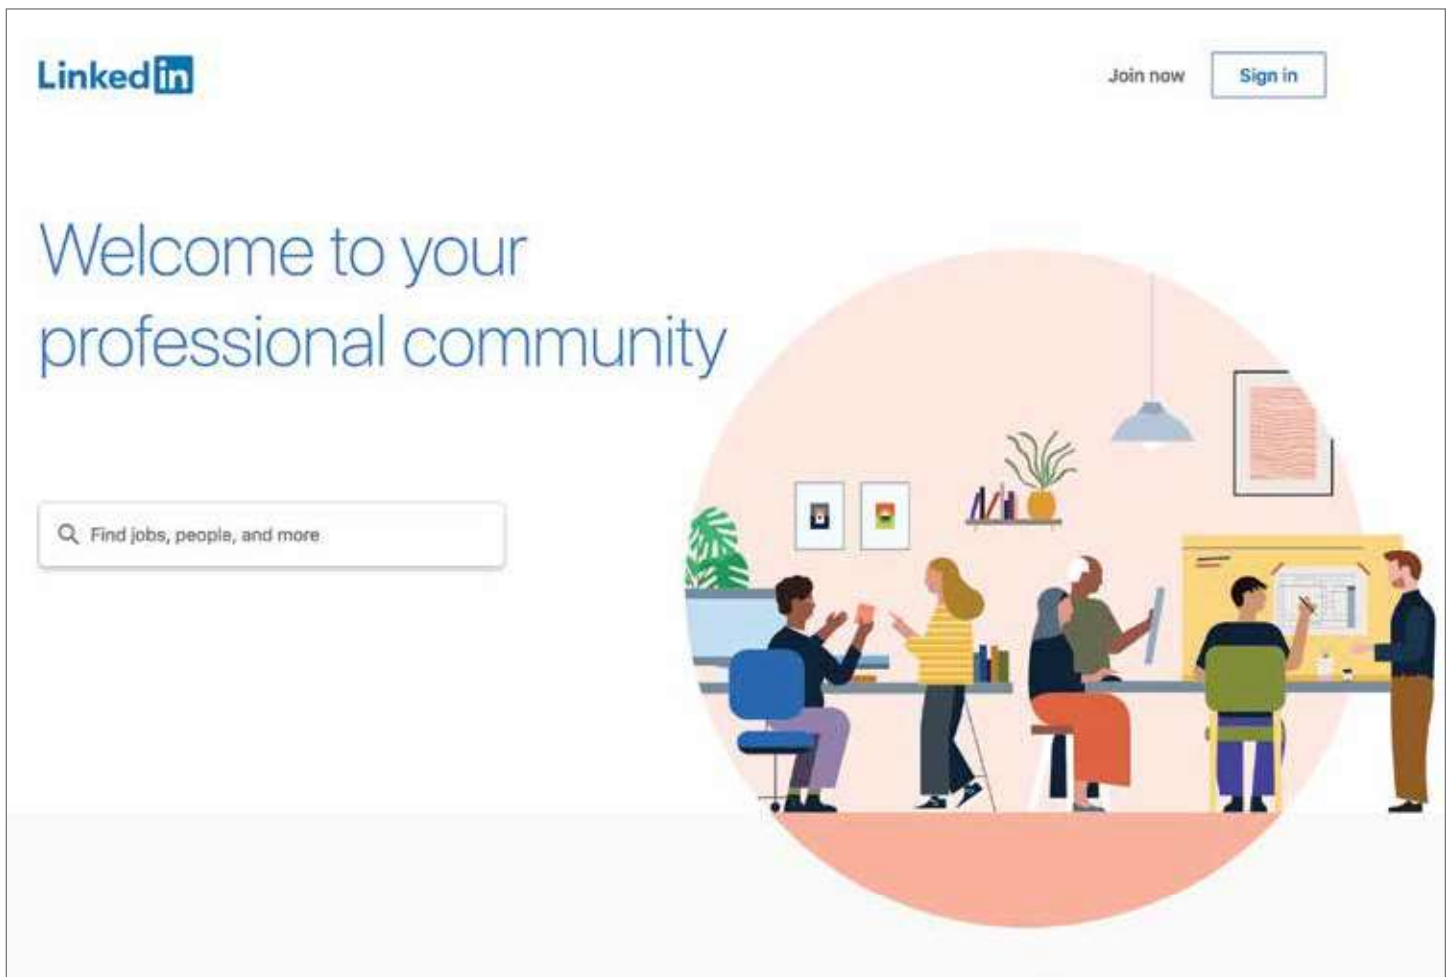 LinkedIn
Join now
Sign in
Welcome to your
professional community
Find jobs, people, and more